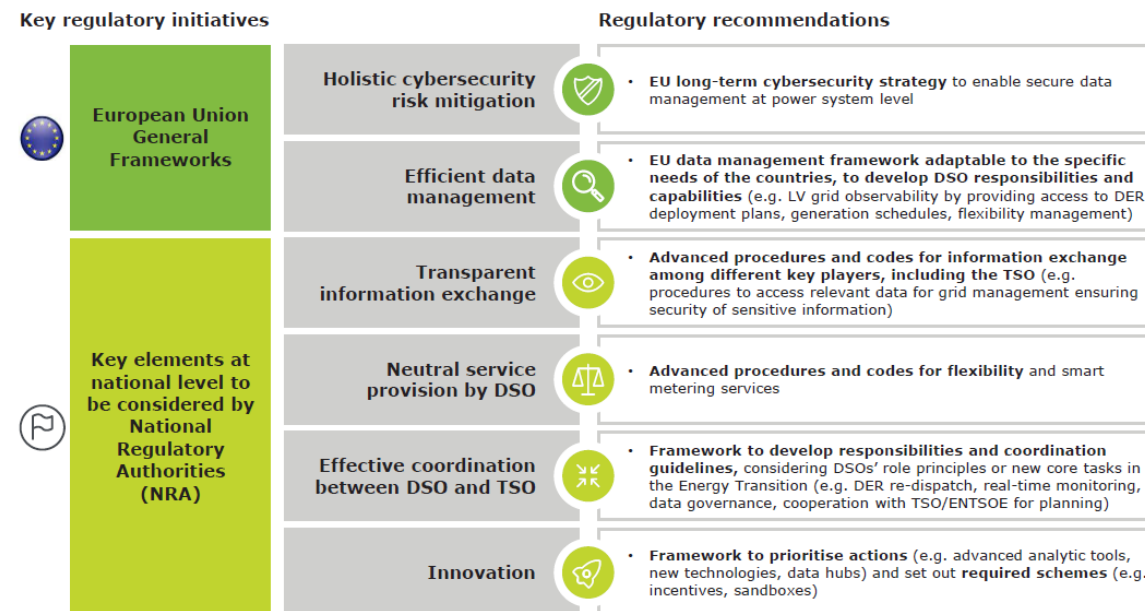 Key regulatory initiatives
Regulatory recommendations
European Union
General
Frameworks
Holistic cybersecurity
risk mitigation
• EU long-term cybersecurity strategy to enable secure data
management at power system level
Efficient data
management
• EU data management framework adaptable to the specific
needs of the countries, to develop DSO responsibilities and
capabilities (e.g. LV grid observability by providing access to DER
deployment plans, generation schedules, flexibility management)
Key elements at
national level to
be considered by
National
Regulatory
Authorities
(NRA)
Transparent
information exchange
• Advanced procedures and codes for information exchange
among different key players, including the TSO (e.g.
procedures to access relevant data for grid management ensuring
security of sensitive information)
Neutral service
provision by DSO
• Advanced procedures and codes for flexibility and smart
metering services
Effective coordination
between DSO and TSO
• Framework to develop responsibilities and coordination
guidelines, considering DSOs' role principles or new core tasks in
the Energy Transition (e.g. DER re-dispatch, real-time monitoring,
data governance, cooperation with TSO/ENTSOE for planning)
Innovation
• Framework to prioritise actions (e.g. advanced analytic tools,
new technologies, data hubs) and set out required schemes (e.g.
incentives, sandboxes)